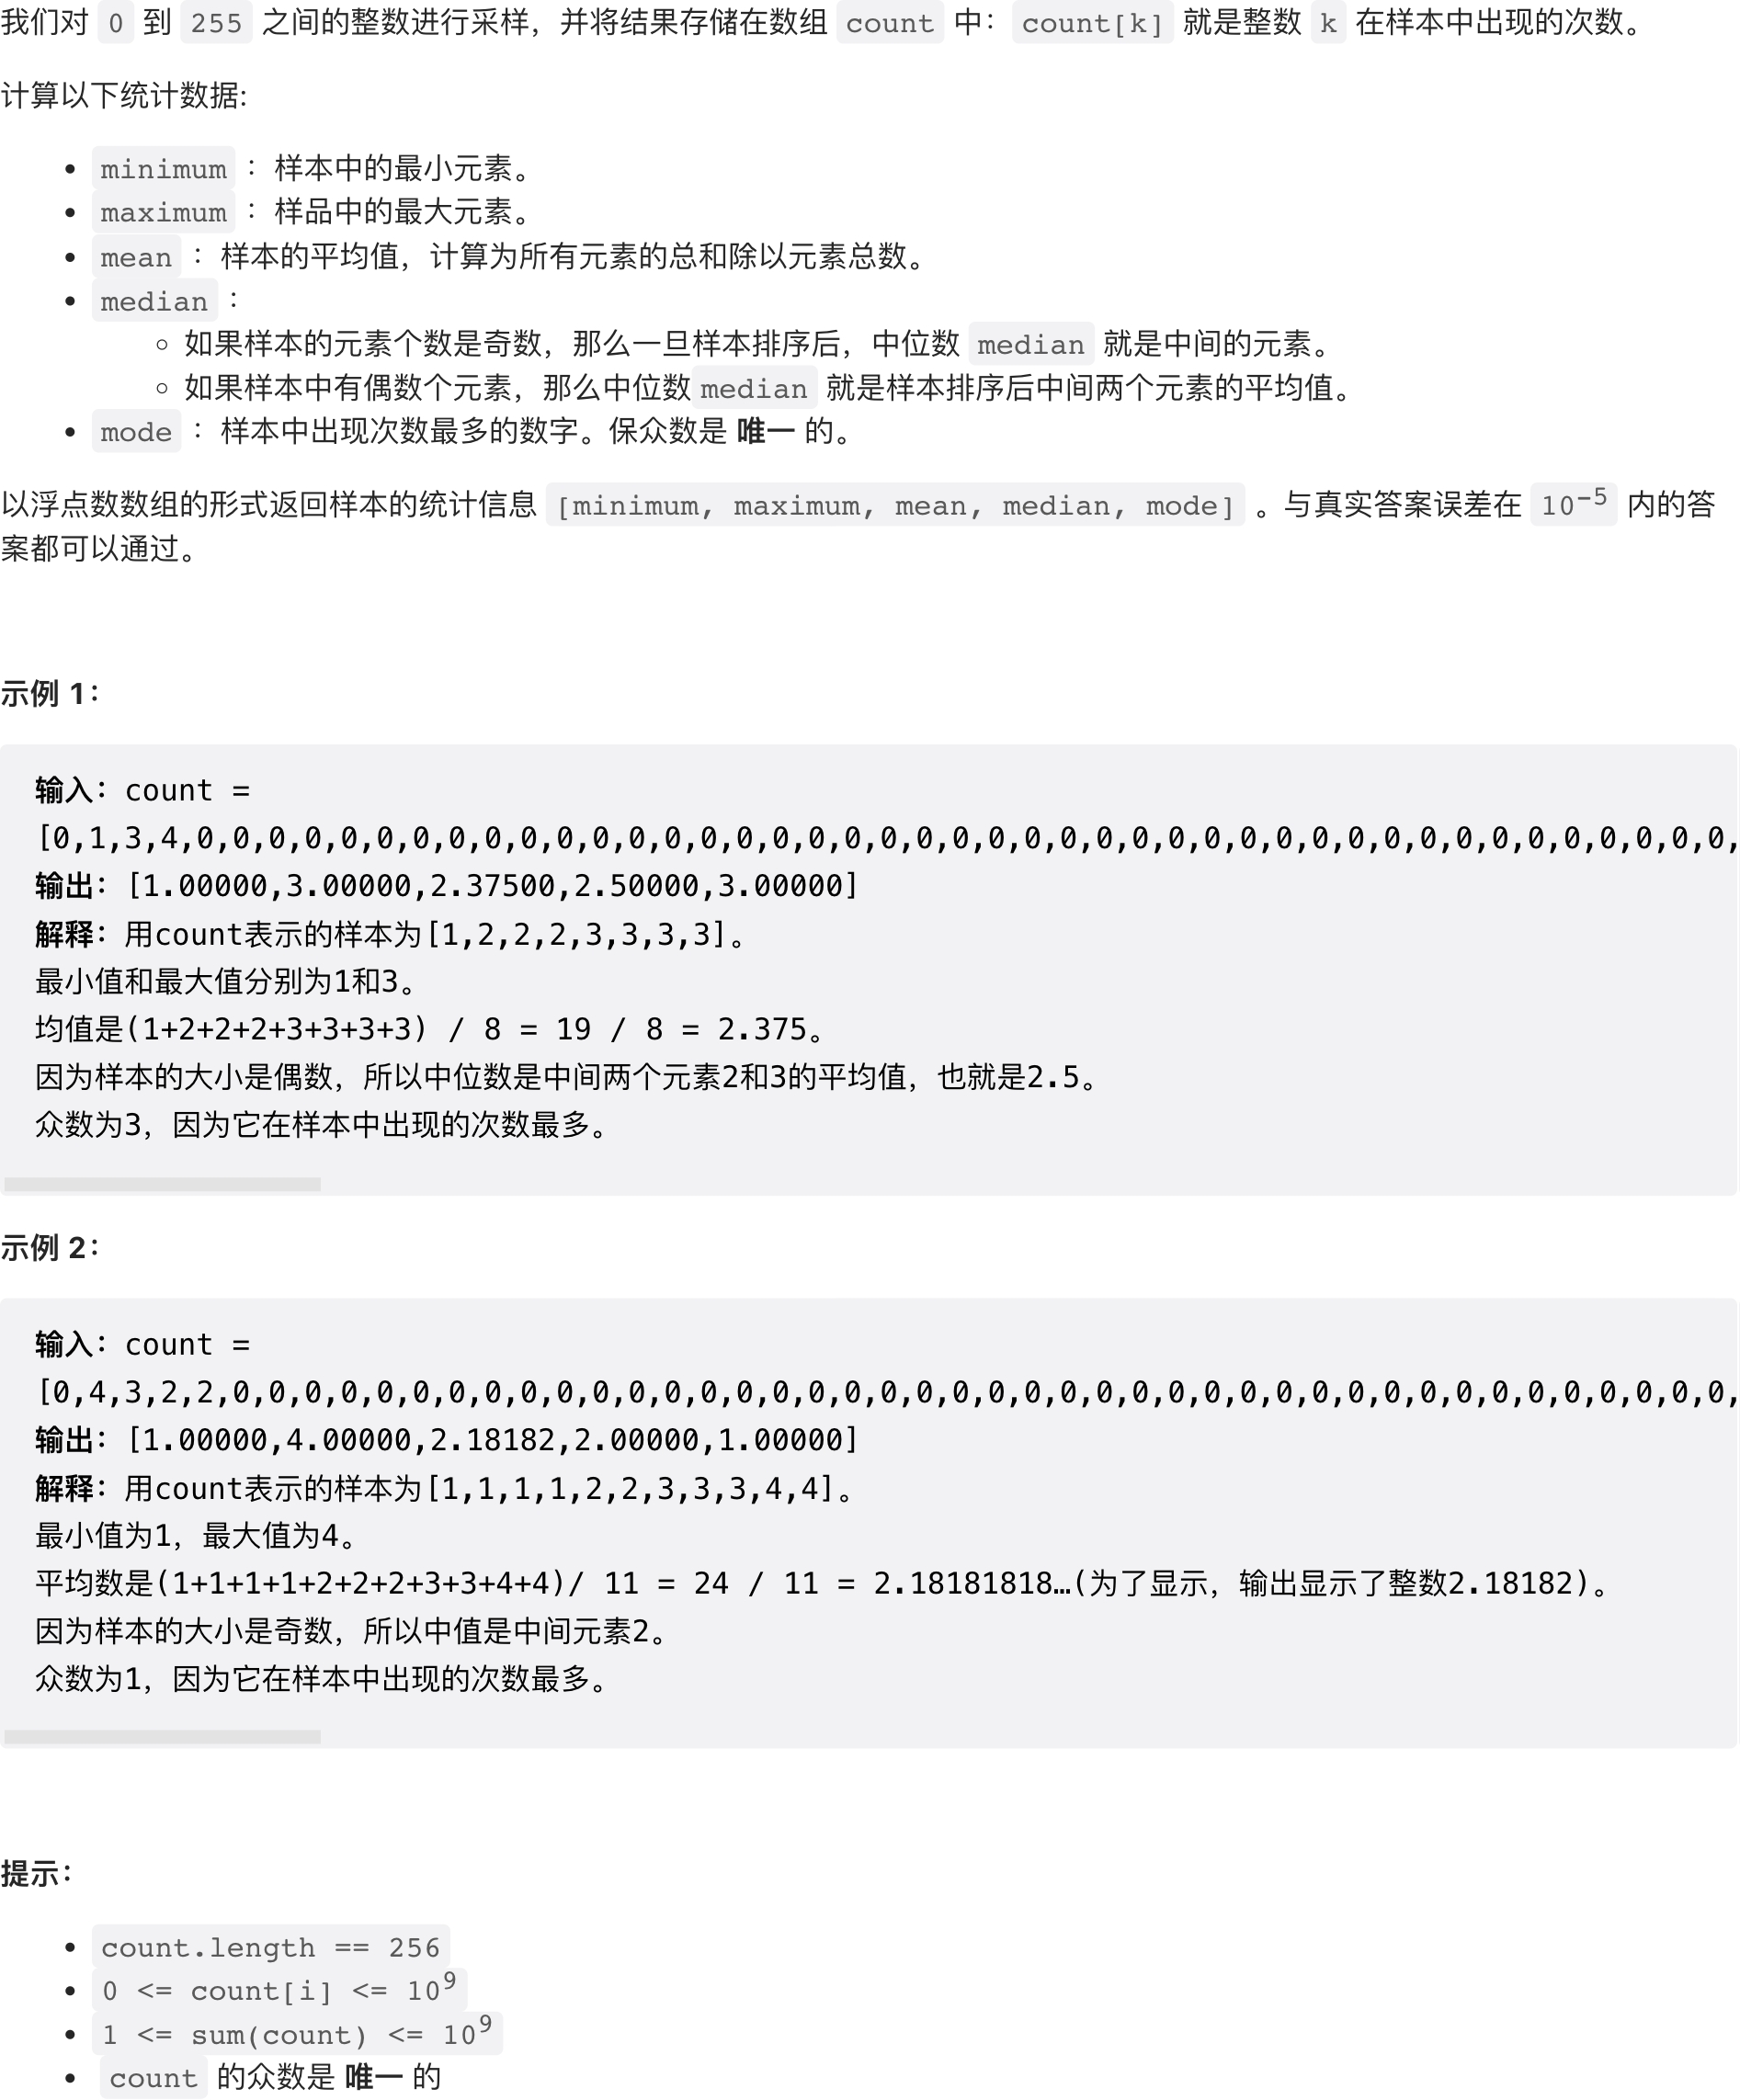 我们对 0 到 255 之间的整数进行采样，并将结果存储在数组 count 中：count[k] 就是整数 k 在样本中出现的次数。
计算以下统计数据:
• minimum ：样本中的最小元素。
• maximum ：样品中的最大元素。
• mean ：样本的平均值，计算为所有元素的总和除以元素总数。
• median ：
◦ 如果样本的元素个数是奇数，那么一旦样本排序后，中位数 median 就是中间的元素。
◦ 如果样本中有偶数个元素，那么中位数median 就是样本排序后中间两个元素的平均值。
• mode ：样本中出现次数最多的数字。保众数是 唯一 的。
以浮点数数组的形式返回样本的统计信息 [minimum, maximum, mean, median, mode] 。与真实答案误差在 10⁻⁵ 内的答
案都可以通过。
示例 1：
输入：count =
[0,1,3,4,0,0,0,0,0,0,0,0,0,0,0,0,0,0,0,0,0,0,0,0,0,0,0,0,0,0,0,0,0,0,0,0,0,0,0,0,0,0,0,0,0,0,0,
输出：[1.00000,3.00000,2.37500,2.50000,3.00000]
解释：用count表示的样本为[1,2,2,2,3,3,3,3]。
最小值和最大值分别为1和3。
均值是(1+2+2+2+3+3+3+3) / 8 = 19 / 8 = 2.375。
因为样本的大小是偶数，所以中位数是中间两个元素2和3的平均值，也就是2.5。
众数为3，因为它在样本中出现的次数最多。
示例 2：
输入：count =
[0,4,3,2,2,0,0,0,0,0,0,0,0,0,0,0,0,0,0,0,0,0,0,0,0,0,0,0,0,0,0,0,0,0,0,0,0,0,0,0,0,0,0,0,0,0,0,
输出：[1.00000,4.00000,2.18182,2.00000,1.00000]
解释：用count表示的样本为[1,1,1,1,2,2,3,3,3,4,4]。
最小值为1，最大值为4。
平均数是(1+1+1+1+2+2+2+3+3+4+4)/ 11 = 24 / 11 = 2.18181818…(为了显示，输出显示了整数2.18182)。
因为样本的大小是奇数，所以中值是中间元素2。
众数为1，因为它在样本中出现的次数最多。
提示：
• count.length == 256
• 0 <= count[i] <= 10⁹
• 1 <= sum(count) <= 10⁹
• count 的众数是 唯一 的